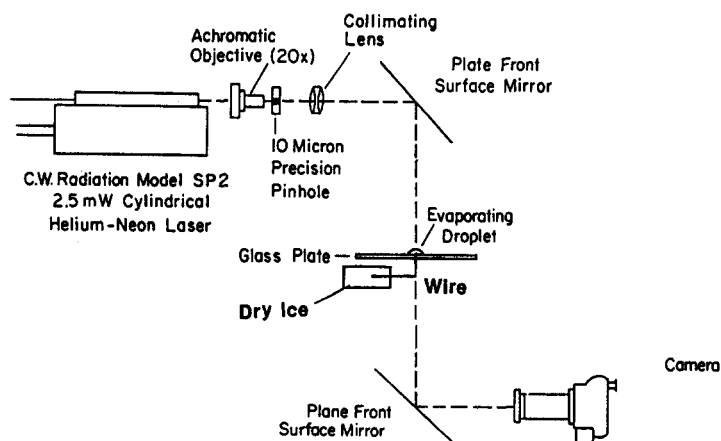 Collimating
Lens
Achromatic
Objective (20x)
Plate Front
Surface Mirror
10 Micron
Precision
Pinhole
C.W. Radiation Model SP2
2.5 mW Cylindrical
Helium-Neon Laser
Evaporating
Droplet
Glass Plate
Wire
Dry Ice
Camera
Plane Front
Surface Mirror